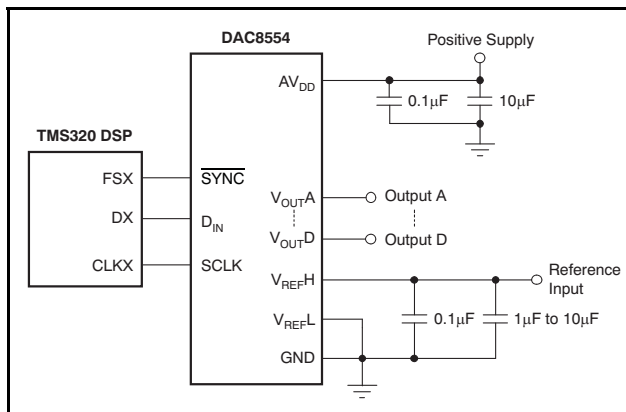 DAC8554
Positive Supply
AVDD
0.1µF
10µF
TMS320 DSP
FSX
SYNC
DX
DIN
CLKX
SCLK
VOUTA
Output A
VOUTD
Output D
VREFH
Reference
Input
VREFL
0.1µF
1µF to 10µF
GND